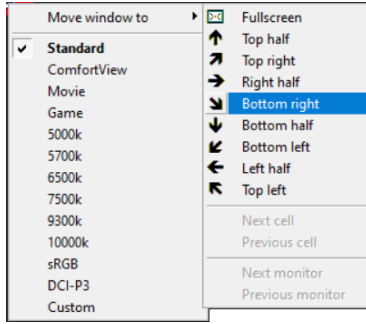 Move window to
Standard
ComfortView
Movie
Game
5000k
5700k
6500k
7500k
9300k
10000k
sRGB
DCI-P3
Custom
Fullscreen
Top half
Top right
Right half
Bottom right
Bottom half
Bottom left
Left half
Top left
Next cell
Previous cell
Next monitor
Previous monitor